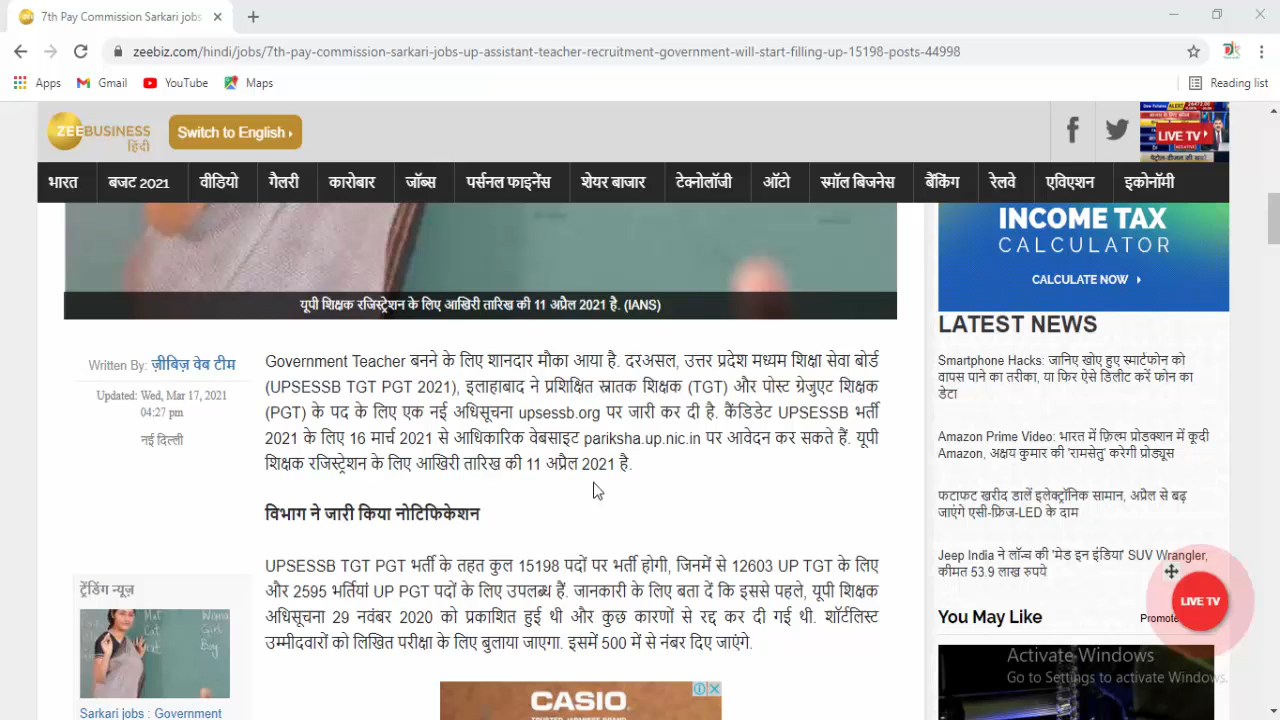 7th Pay Commission Sarkari jobs
zeebiz.com/hindi/jobs/7th-pay-commission-sarkari-jobs-up-assistant-teacher-recruitment-government-will-start-filling-up-15198-posts-44998
Apps Gmail YouTube Maps Reading list
ZEEBUSINESS
हिंदी
Switch to English
LIVE TV
भारत बजट 2021 वीडियो गैलरी कारोबार जॉब्स पर्सनल फाइनेंस शेयर बाजार टेक्नोलॉजी ऑटो स्मॉल बिजनेस बैंकिंग रेलवे एविएशन इकोनॉमी
INCOME TAX
CALCULATOR
CALCULATE NOW
यूपी शिक्षक रजिस्ट्रेशन के लिए आखिरी तारिख की 11 अप्रैल 2021 है. (IANS)
Written By: ज़ीबिज़ वेब टीम
Updated: Wed, Mar 17, 2021
04:27 pm
नई दिल्ली
Government Teacher बनने के लिए शानदार मौका आया है. दरअसल, उत्तर प्रदेश मध्यम शिक्षा सेवा बोर्ड
(UPSESSB TGT PGT 2021), इलाहाबाद ने प्रशिक्षित स्नातक शिक्षक (TGT) और पोस्ट ग्रेजुएट शिक्षक
(PGT) के पद के लिए एक नई अधिसूचना upsessb.org पर जारी कर दी है. कैंडिडेट UPSESSB भर्ती
2021 के लिए 16 मार्च 2021 से आधिकारिक वेबसाइट pariksha.up.nic.in पर आवेदन कर सकते हैं. यूपी
शिक्षक रजिस्ट्रेशन के लिए आखिरी तारिख की 11 अप्रैल 2021 है.
विभाग ने जारी किया नोटिफिकेशन
UPSESSB TGT PGT भर्ती के तहत कुल 15198 पदों पर भर्ती होगी, जिनमें से 12603 UP TGT के लिए
और 2595 भर्तियां UP PGT पदों के लिए उपलब्ध हैं. जानकारी के लिए बता दें कि इससे पहले, यूपी शिक्षक
अधिसूचना 29 नवंबर 2020 को प्रकाशित हुई थी और कुछ कारणों से रद्द कर दी गई थी. शॉर्टलिस्ट
उम्मीदवारों को लिखित परीक्षा के लिए बुलाया जाएगा. इसमें 500 में से नंबर दिए जाएंगे.
ट्रेंडिंग न्यूज़
Sarkari jobs : Government
CASIO
LATEST NEWS
Smartphone Hacks: जानिए खोए हुए स्मार्टफोन को
वापस पाने का तरीका, या फिर ऐसे डिलीट करें फोन का
डेटा
Amazon Prime Video: भारत में फ़िल्म प्रोडक्शन में कूदी
Amazon, अक्षय कुमार की 'रामसेतु' करेगी प्रोड्यूस
फटाफट खरीद डालें इलेक्ट्रॉनिक सामान, अप्रैल से बढ़
जाएंगे एसी-फ्रिज-LED के दाम
Jeep India ने लॉन्च की 'मेड इन इंडिया' SUV Wrangler,
कीमत 53.9 लाख रुपये
LIVE TV
You May Like
Activate Windows
Go to Settings to activate Windows.